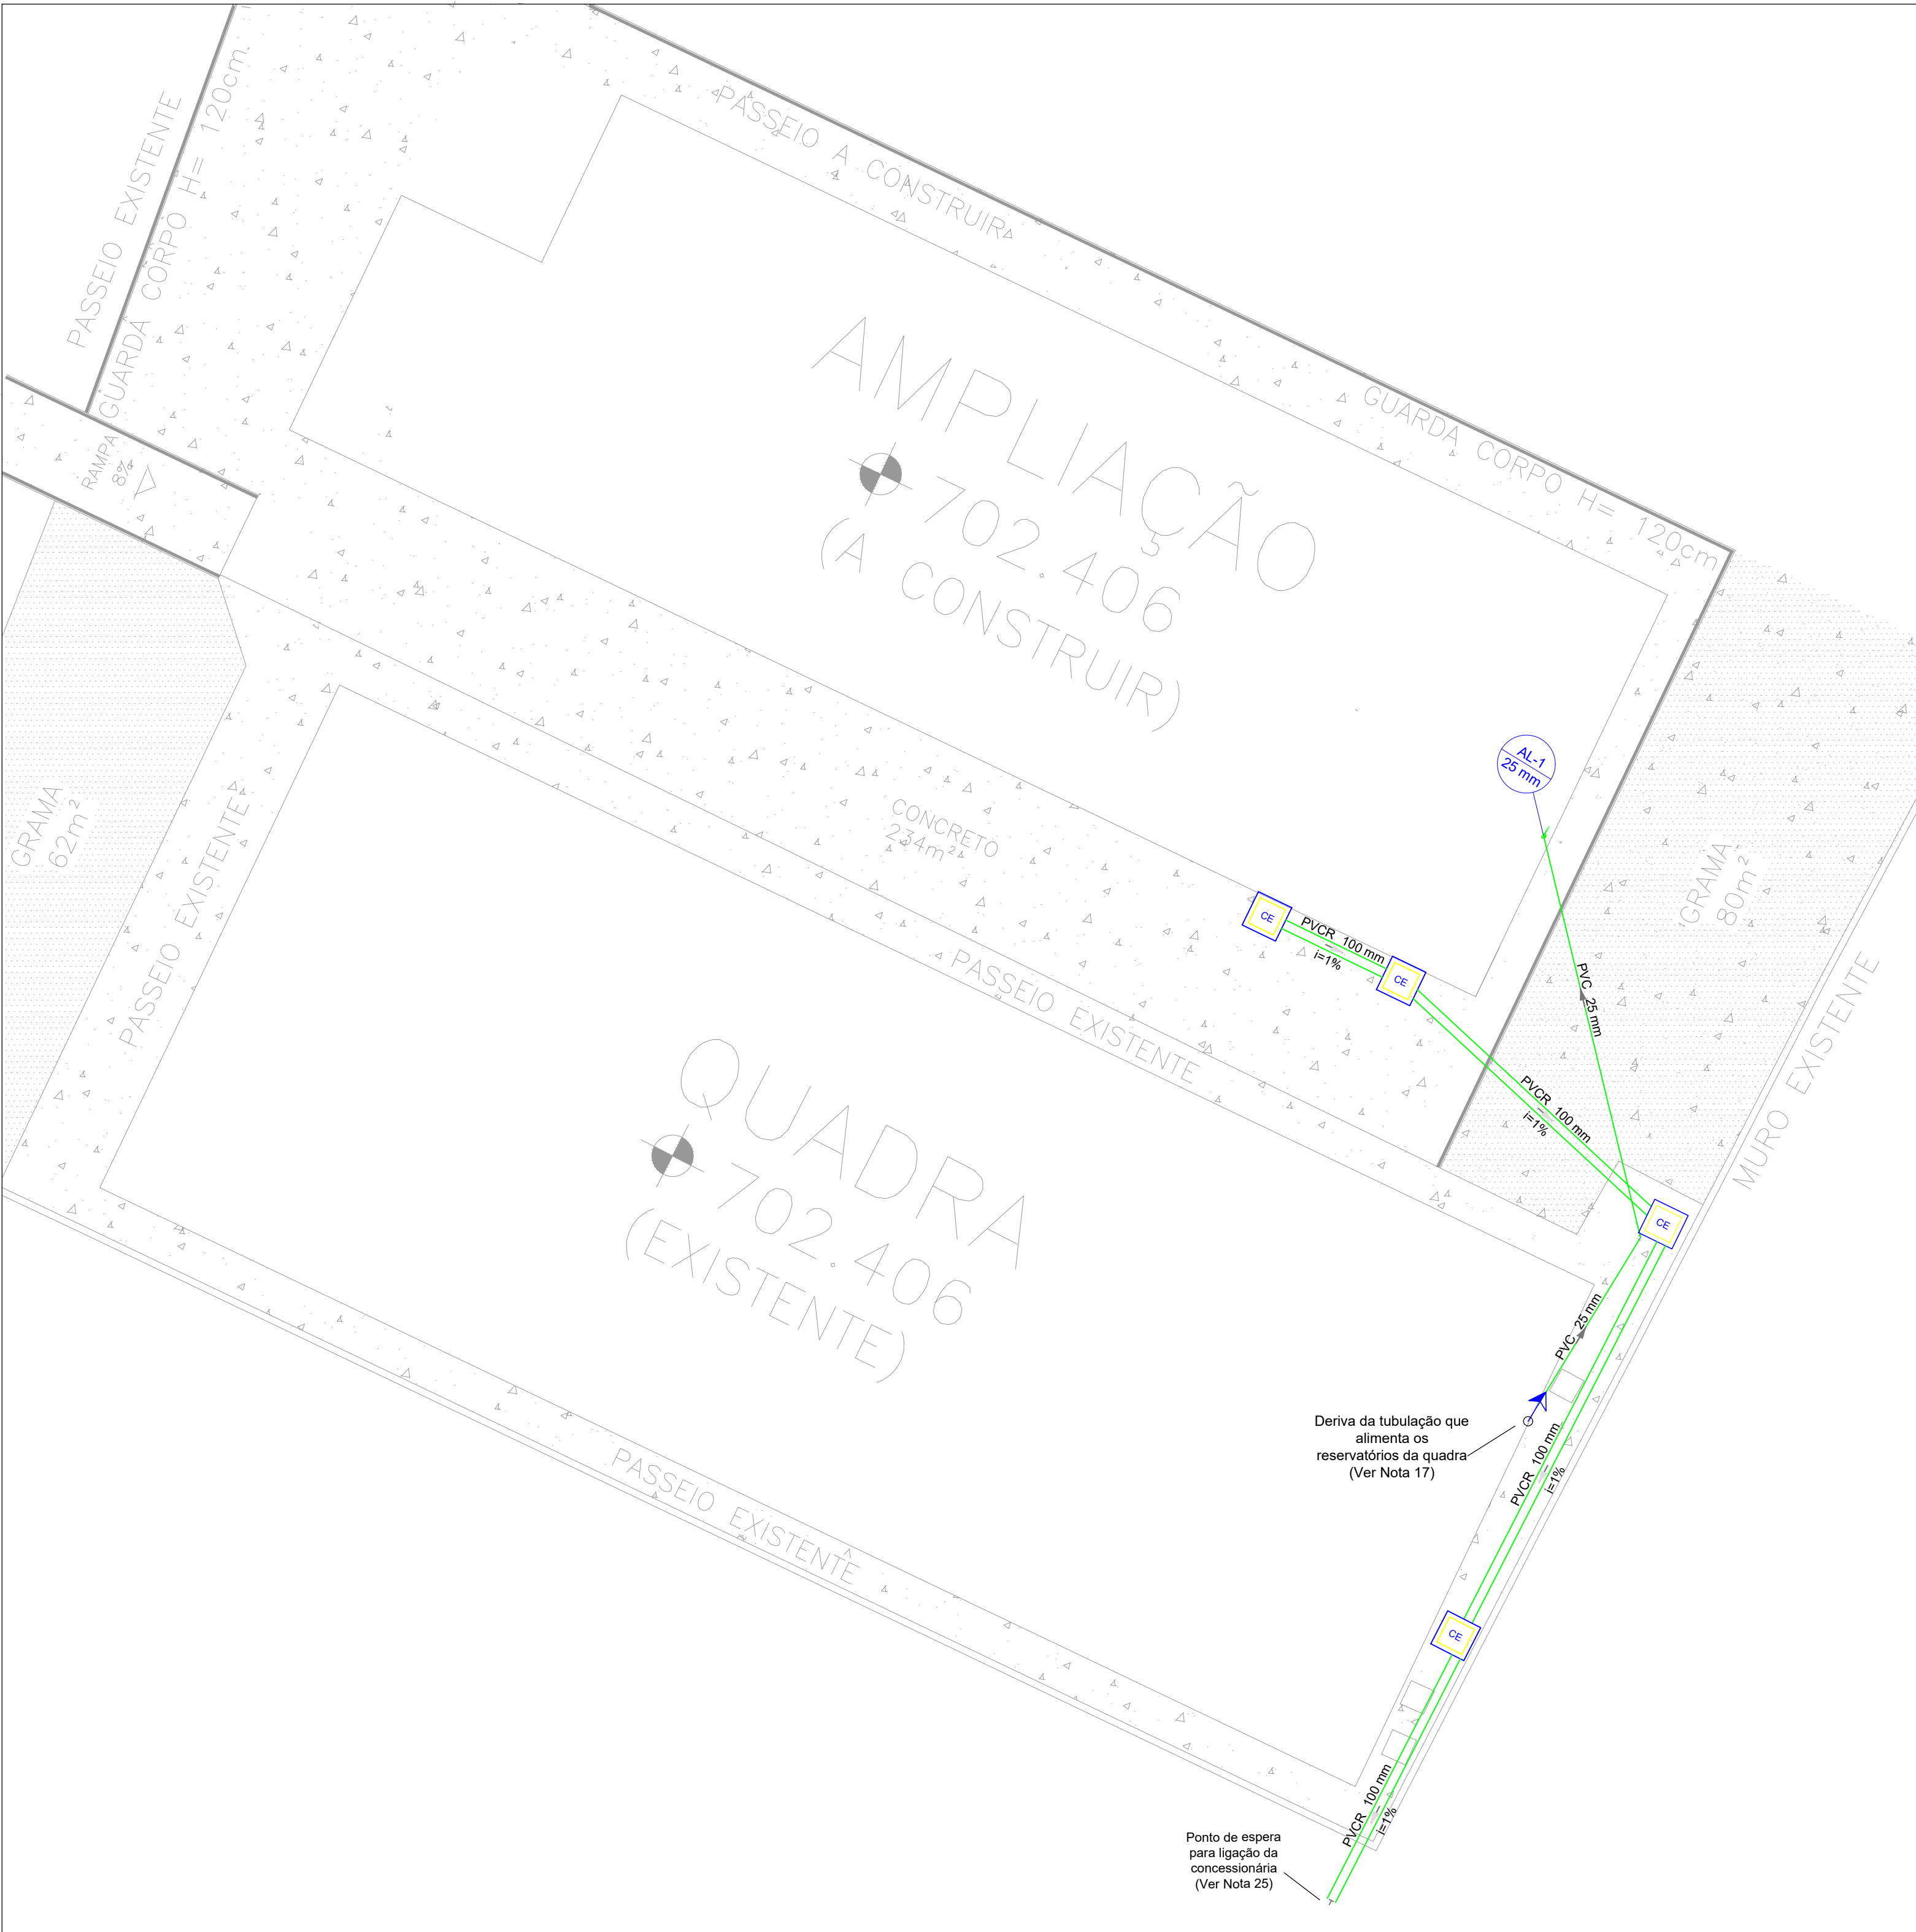 PASSEIO EXISTENTE
GUARDA CORPO H= 120cm
PASSEIO A CONSTRUIR
GUARDA CORPO H= 120cm
RAMPA
8%
AMPLIAÇÃO
702.406
(A CONSTRUIR)
AL-1
25 mm
GRAMA
62m²
PASSEIO EXISTENTE
CONCRETO
234m²
GRAMA
80m²
CE
PVCR 100 mm
i=1%
CE
PVC 25 mm
PASSEIO EXISTENTE
PVCR 100 mm
i=1%
MURO EXISTENTE
CE
QUADRA
702.406
(EXISTENTE)
PVC 25 mm
Deriva da tubulação que
alimenta os
reservatórios da quadra
(Ver Nota 17)
PVCR 100 mm
i=1%
PASSEIO EXISTENTE
CE
PVCR 100 mm
i=1%
Ponto de espera
para ligação da
concessionária
(Ver Nota 25)